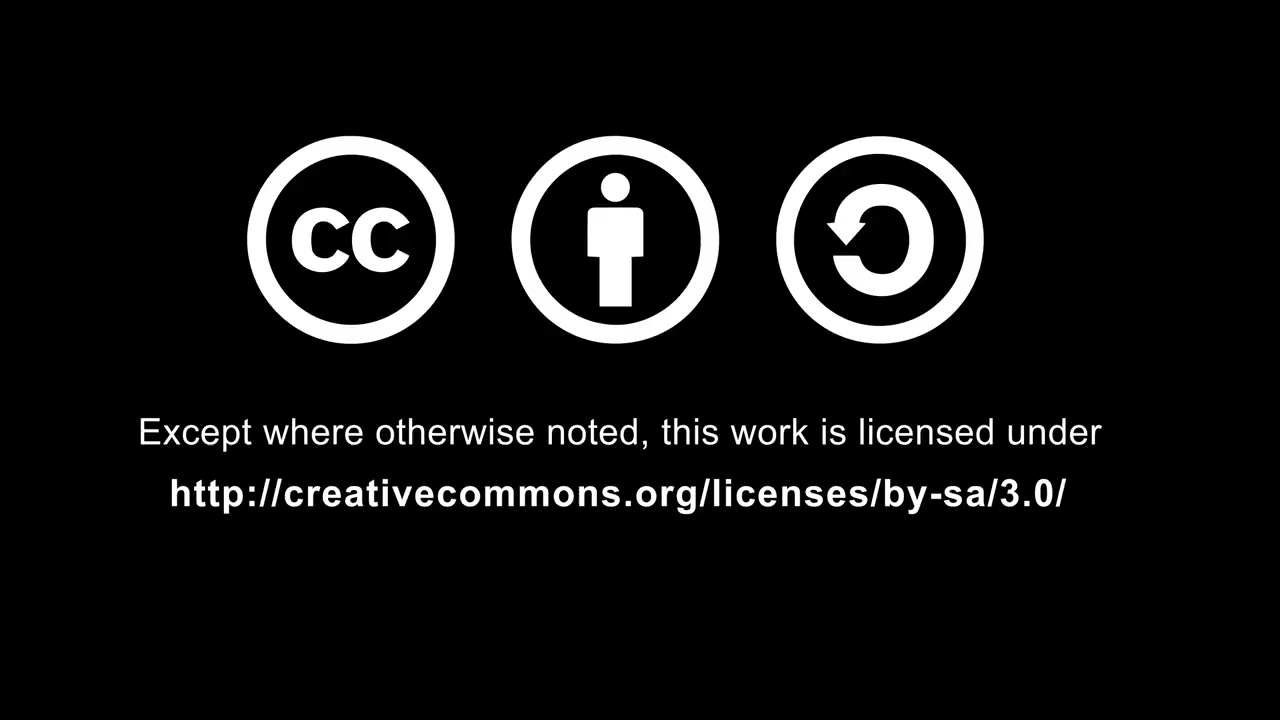 cc
Except where otherwise noted, this work is licensed under
http://creativecommons.org/licenses/by-sa/3.0/